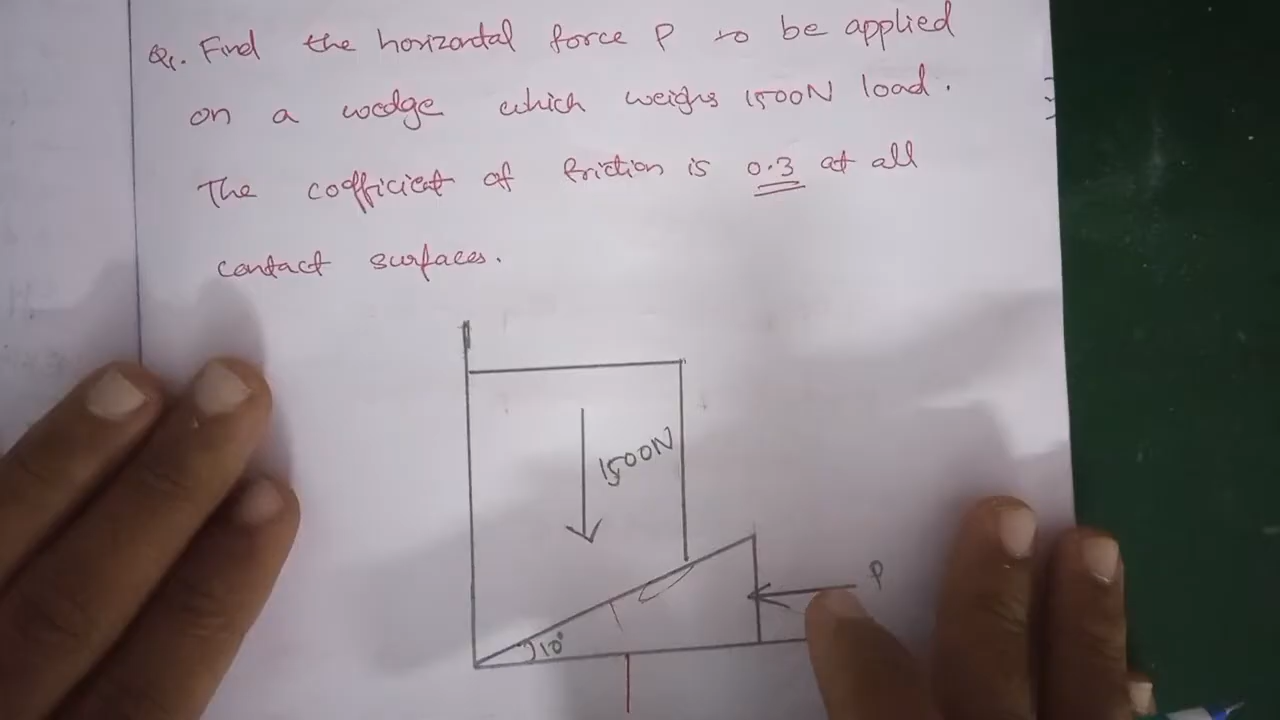 Q1. Find the horizontal force P to be applied
on a wedge which weighs 1500N load.
The coefficient of friction is 0.3 at all
contact surfaces.
1500N
P
10°